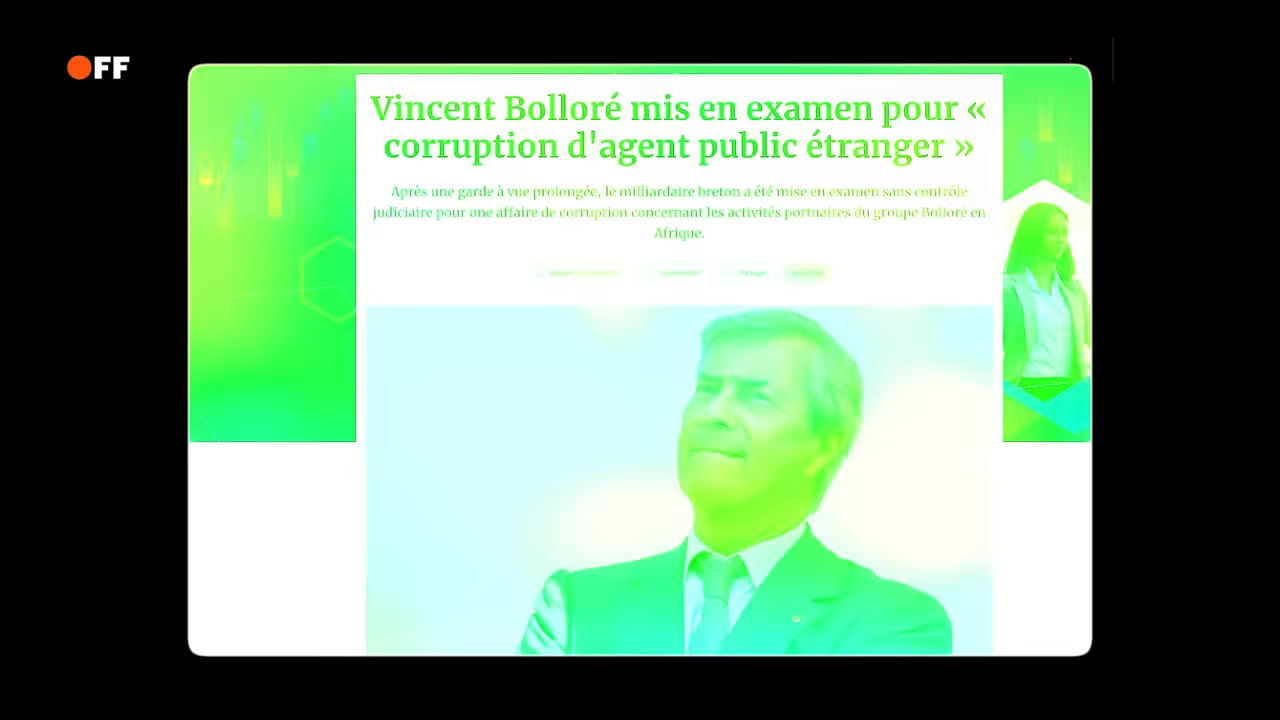 OFF
Vincent Bolloré mis en examen pour «
corruption d'agent public étranger »
Après une garde à vue prolongée, le milliardaire breton a été mise en examen sans contrôle
judiciaire pour une affaire de corruption concernant les activités portuaires du groupe Bolloré en
Afrique.
Partage